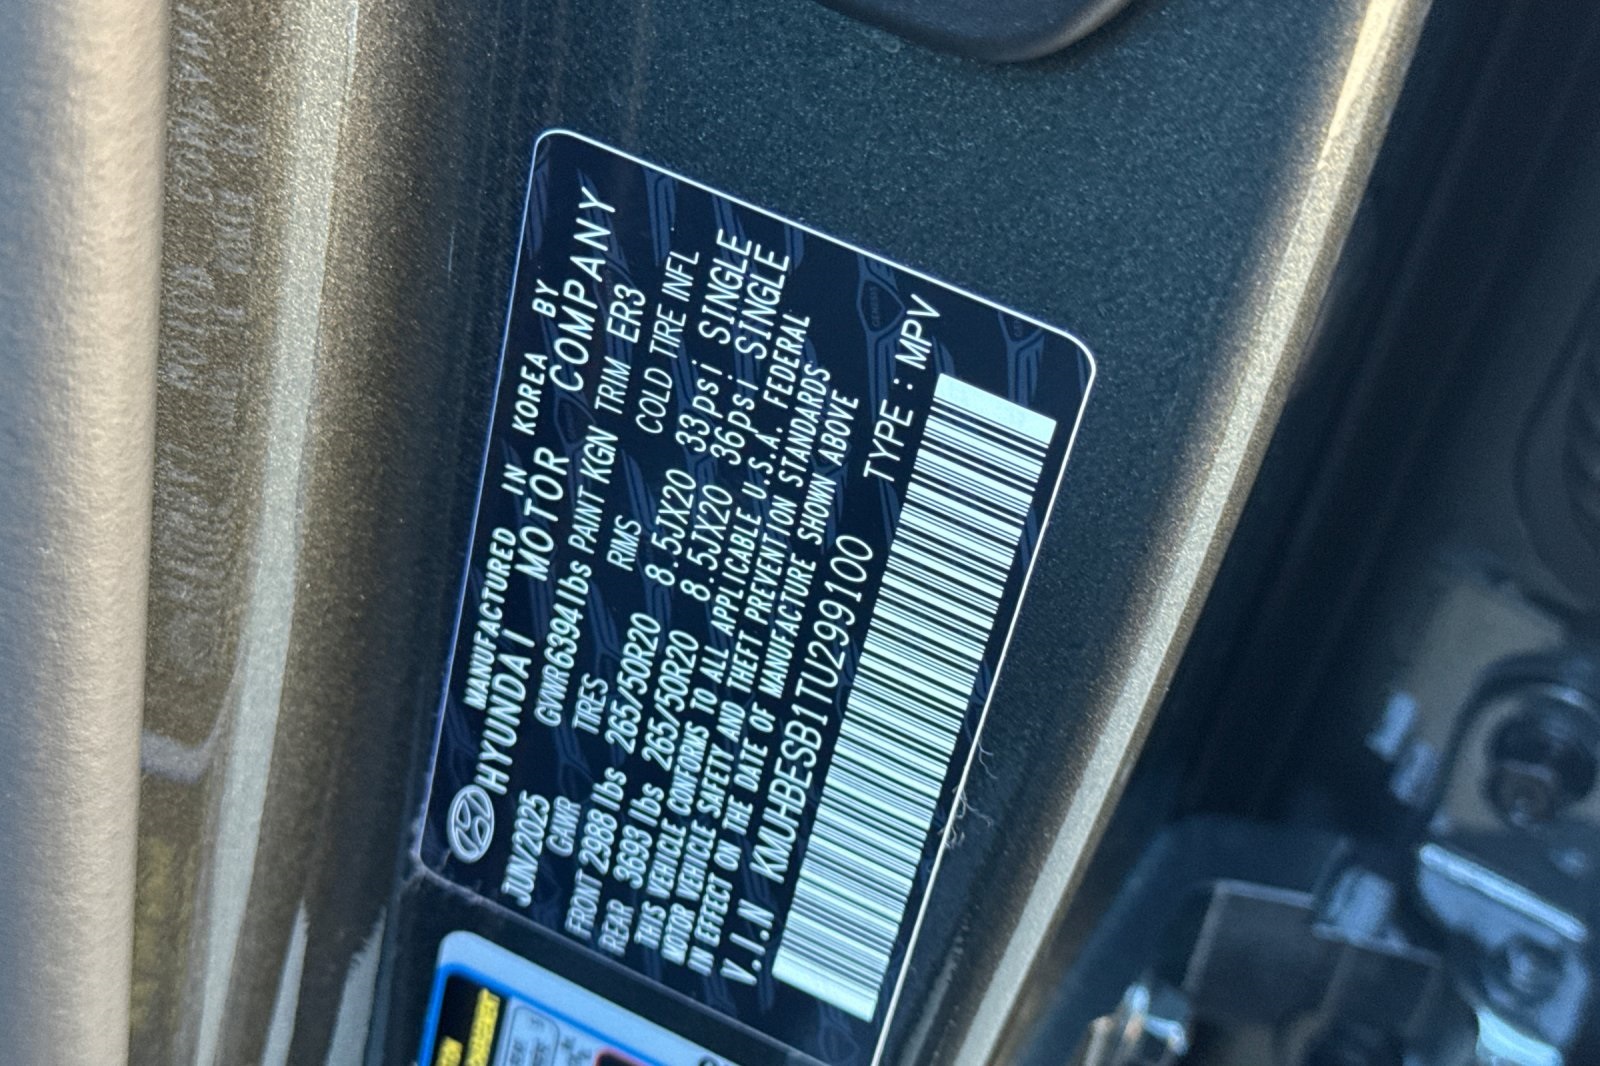 MANUFACTURED IN KOREA BY
HYUNDAI MOTOR COMPANY
JUN/2025 GVWR6394lbs PAINT KGN TRIM ER3
GAWR TIRES RIMS COLD TIRE INFL
FRONT 2988 lbs 265/50R20 8.5JX20 33psi SINGLE
REAR 3693 lbs 265/50R20 8.5JX20 36psi SINGLE
THIS VEHICLE CONFORMS TO ALL APPLICABLE U.S.A. FEDERAL
MOTOR VEHICLE SAFETY AND THEFT PREVENTION STANDARDS
IN EFFECT ON THE DATE OF MANUFACTURE SHOWN ABOVE
V.I.N KMUHBESB1TU299100 TYPE : MPV